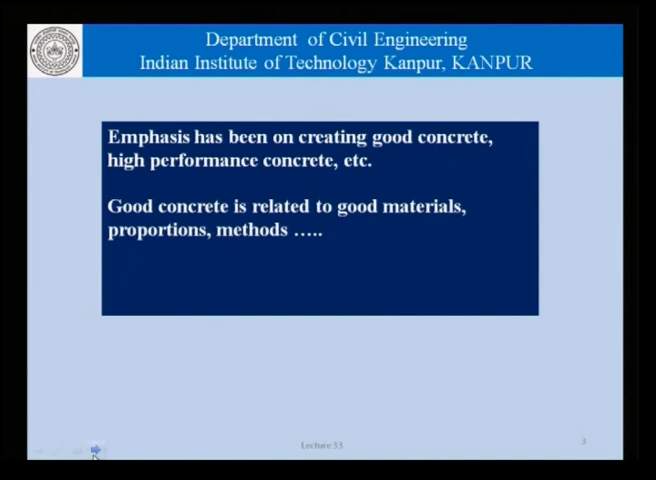 Department of Civil Engineering
Indian Institute of Technology Kanpur, KANPUR
Emphasis has been on creating good concrete,
high performance concrete, etc.
Good concrete is related to good materials,
proportions, methods …..
Lecture 33
3